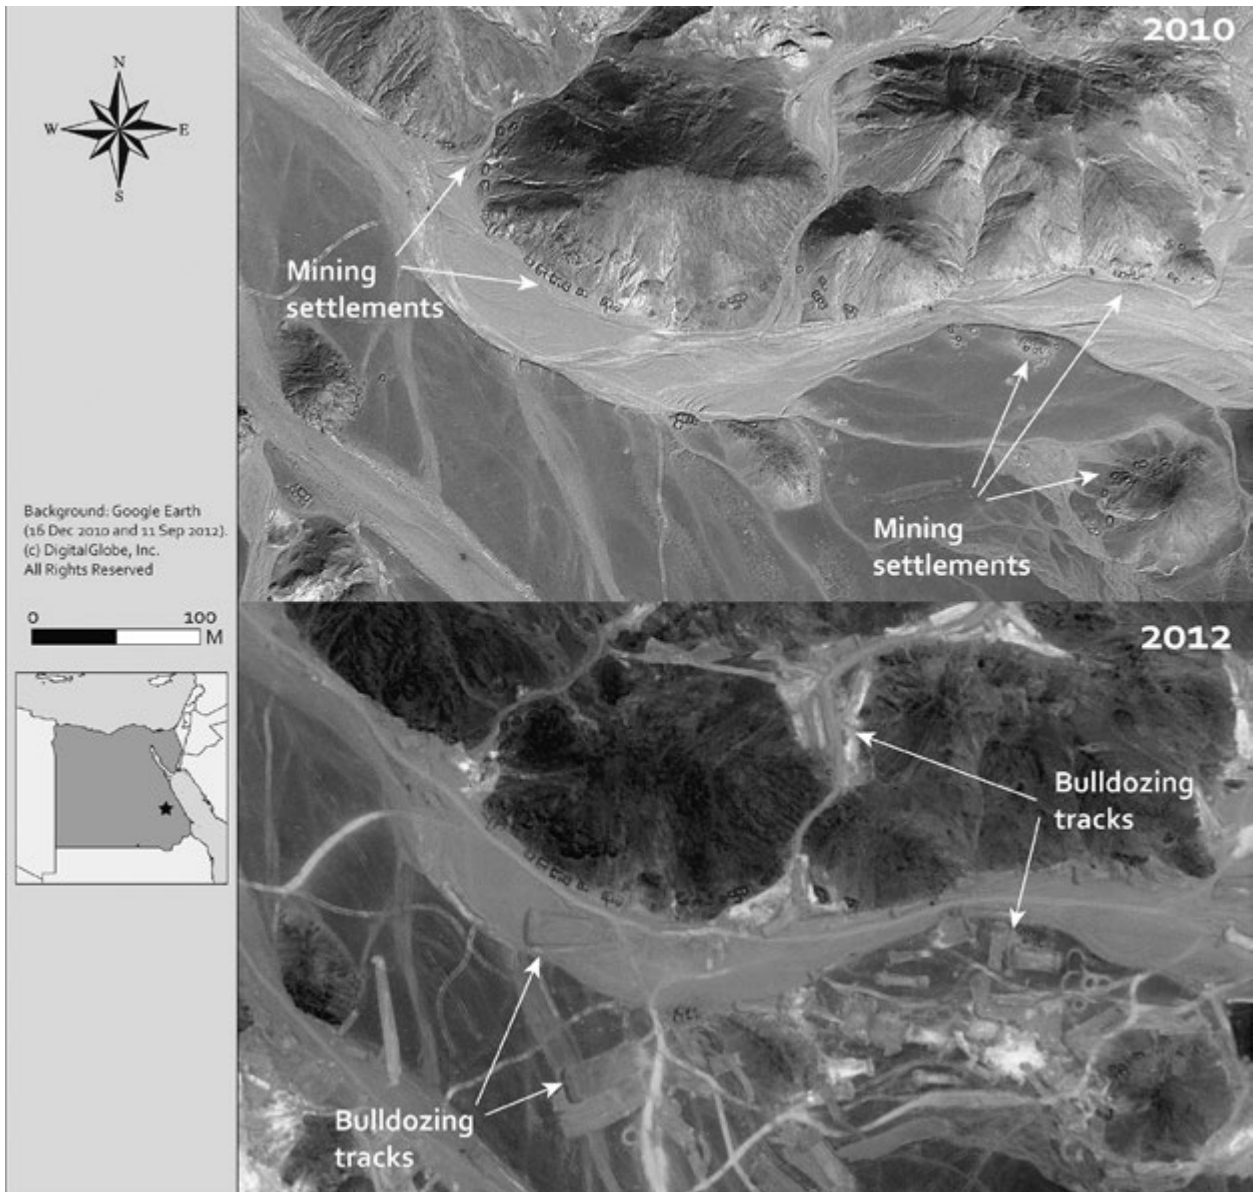 N
W
E
S
Background: Google Earth
(16 Dec 2010 and 11 Sep 2012).
(c) DigitalGlobe, Inc.
All Rights Reserved
0 100
M
2010
Mining
settlements
Mining
settlements
2012
Bulldozing
tracks
Bulldozing
tracks